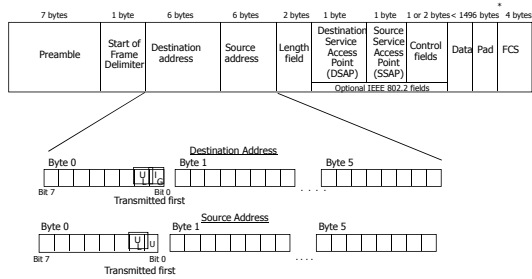 7 bytes 1 byte 6 bytes 6 bytes 2 bytes 1 byte 1 byte 1 or 2 bytes < 1496 bytes * 4 bytes
Preamble
Start of
Frame
Delimiter
Destination
address
Source
address
Length
field
Destination
Service
Access
Point
(DSAP)
Source
Service
Access
Point
(SSAP)
Control
fields
Data
Pad
FCS
Optional IEEE 802.2 fields
Destination Address
Byte 0 Byte 1 Byte 5
U
L
I
G
. . . .
Bit 7 Bit 0
Transmitted first
Source Address
Byte 0 Byte 1 Byte 5
U
L
U
....
Bit 7 Bit 0
Transmitted first